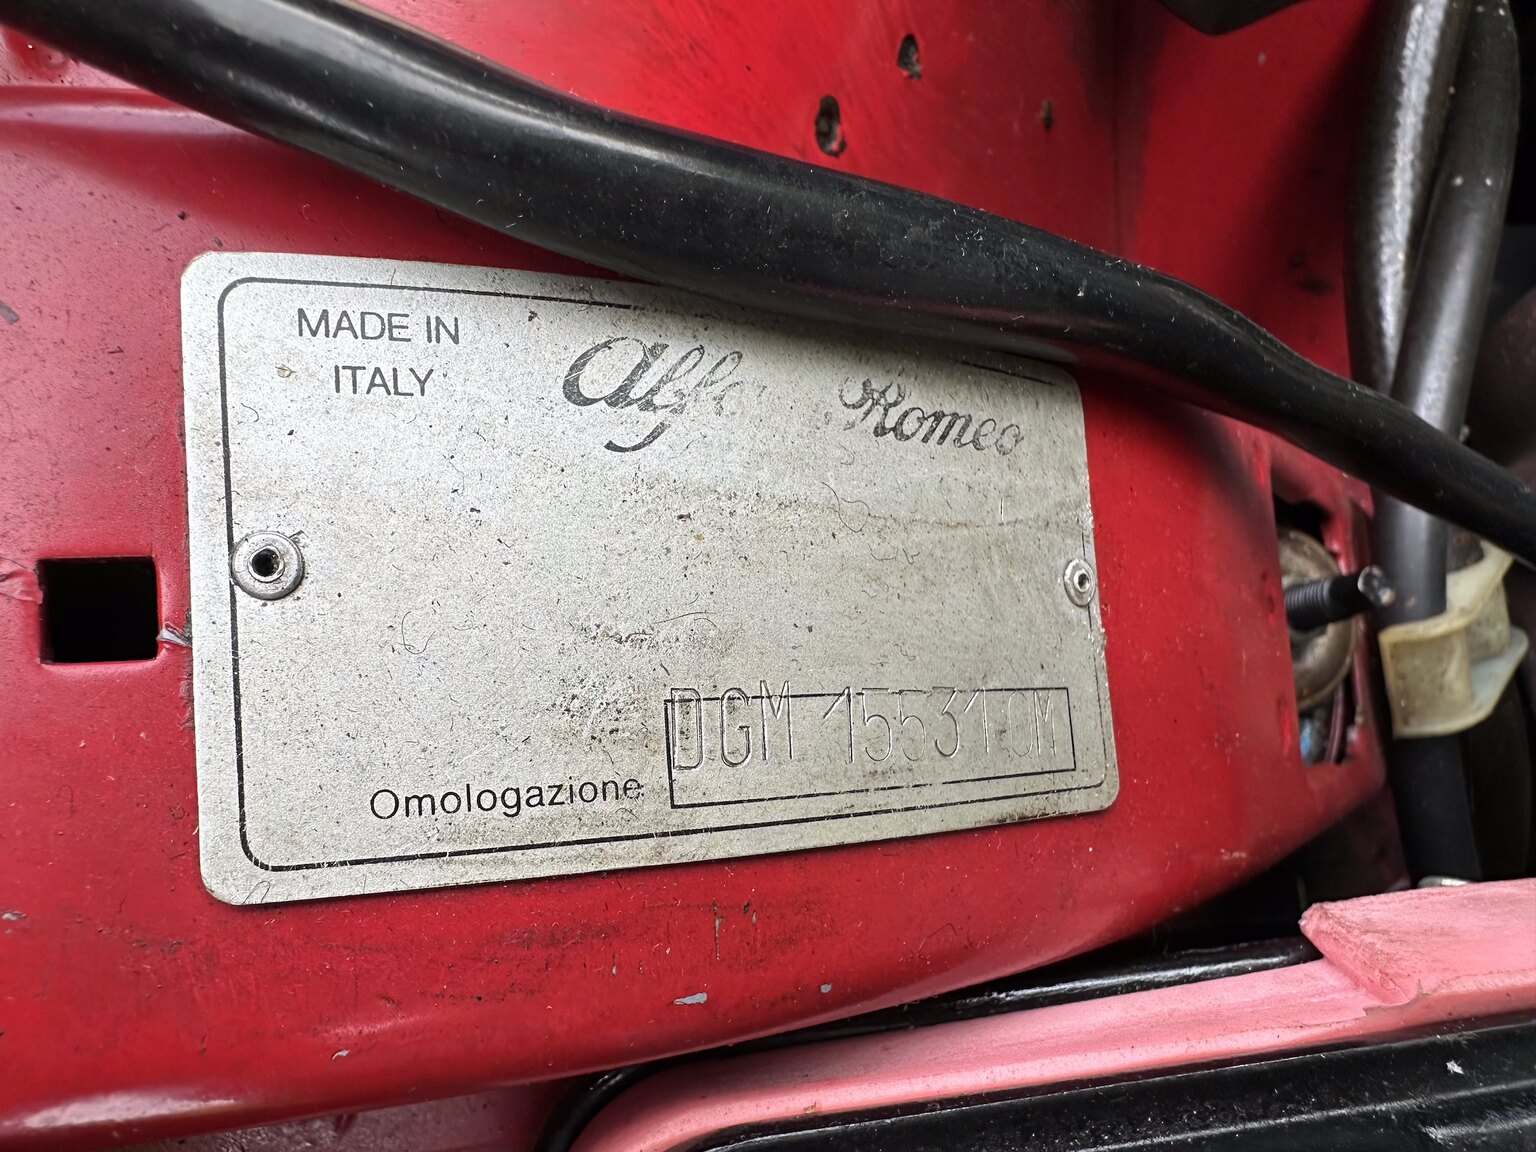 MADE IN
ITALY
Alfa Romeo
DGM 15531 OM
Omologazione